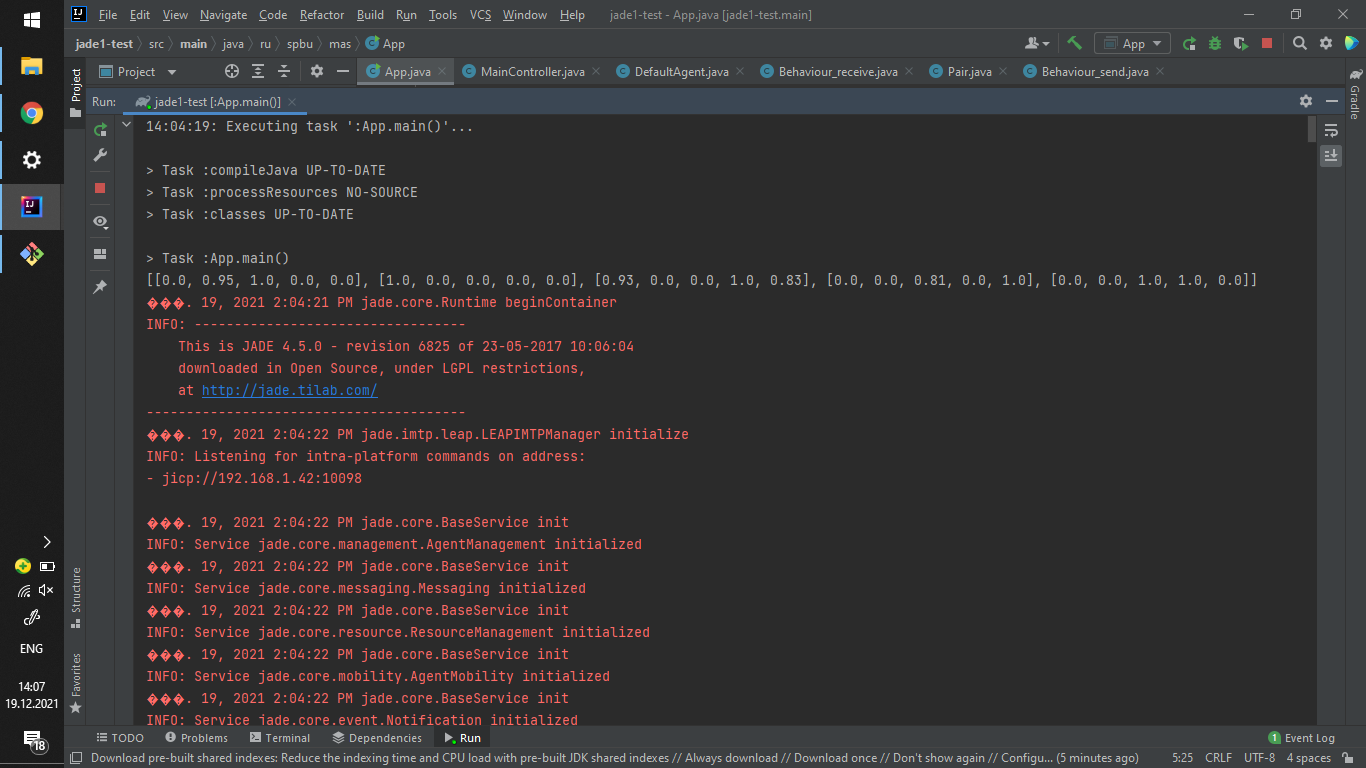 File Edit View Navigate Code Refactor Build Run Tools VCS Window Help jade1-test - App.java [jade1-test.main]
jade1-test src main java ru spbu mas App
App
Project
App.java MainController.java DefaultAgent.java Behaviour_receive.java Pair.java Behaviour_send.java
Project
Gradle
Run: jade1-test [:App.main()]
14:04:19: Executing task ':App.main()'...
> Task :compileJava UP-TO-DATE
> Task :processResources NO-SOURCE
> Task :classes UP-TO-DATE
> Task :App.main()
[[0.0, 0.95, 1.0, 0.0, 0.0], [1.0, 0.0, 0.0, 0.0, 0.0], [0.93, 0.0, 0.0, 1.0, 0.83], [0.0, 0.0, 0.81, 0.0, 1.0], [0.0, 0.0, 1.0, 1.0, 0.0]]
���. 19, 2021 2:04:21 PM jade.core.Runtime beginContainer
INFO: ----------------------------------
This is JADE 4.5.0 - revision 6825 of 23-05-2017 10:06:04
downloaded in Open Source, under LGPL restrictions,
at http://jade.tilab.com/
----------------------------------------
���. 19, 2021 2:04:22 PM jade.imtp.leap.LEAPIMTPManager initialize
INFO: Listening for intra-platform commands on address:
- jicp://192.168.1.42:10098
���. 19, 2021 2:04:22 PM jade.core.BaseService init
INFO: Service jade.core.management.AgentManagement initialized
���. 19, 2021 2:04:22 PM jade.core.BaseService init
INFO: Service jade.core.messaging.Messaging initialized
���. 19, 2021 2:04:22 PM jade.core.BaseService init
INFO: Service jade.core.resource.ResourceManagement initialized
���. 19, 2021 2:04:22 PM jade.core.BaseService init
INFO: Service jade.core.mobility.AgentMobility initialized
���. 19, 2021 2:04:22 PM jade.core.BaseService init
INFO: Service jade.core.event.Notification initialized
Structure
Favorites
ENG
14:07
19.12.2021
18
TODO Problems Terminal Dependencies Run 1 Event Log
Download pre-built shared indexes: Reduce the indexing time and CPU load with pre-built JDK shared indexes // Always download // Download once // Don't show again // Configu... (5 minutes ago) 5:25 CRLF UTF-8 4 spaces